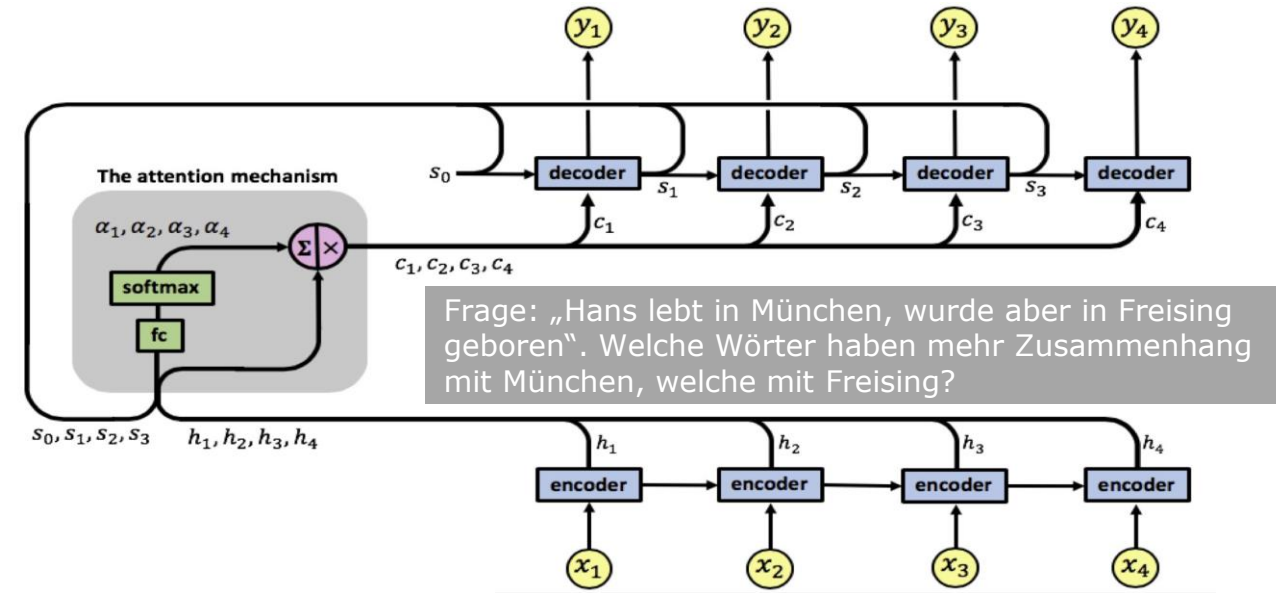 y₁ y₂ y₃ y₄
The attention mechanism
s₀ decoder s₁ decoder s₂ decoder s₃ decoder
α₁, α₂, α₃, α₄
Σ ×
c₁ c₂ c₃ c₄
c₁, c₂, c₃, c₄
softmax
fc
Frage: „Hans lebt in München, wurde aber in Freising
geboren“. Welche Wörter haben mehr Zusammenhang
mit München, welche mit Freising?
s₀, s₁, s₂, s₃ h₁, h₂, h₃, h₄
h₁ h₂ h₃ h₄
encoder encoder encoder encoder
x₁ x₂ x₃ x₄